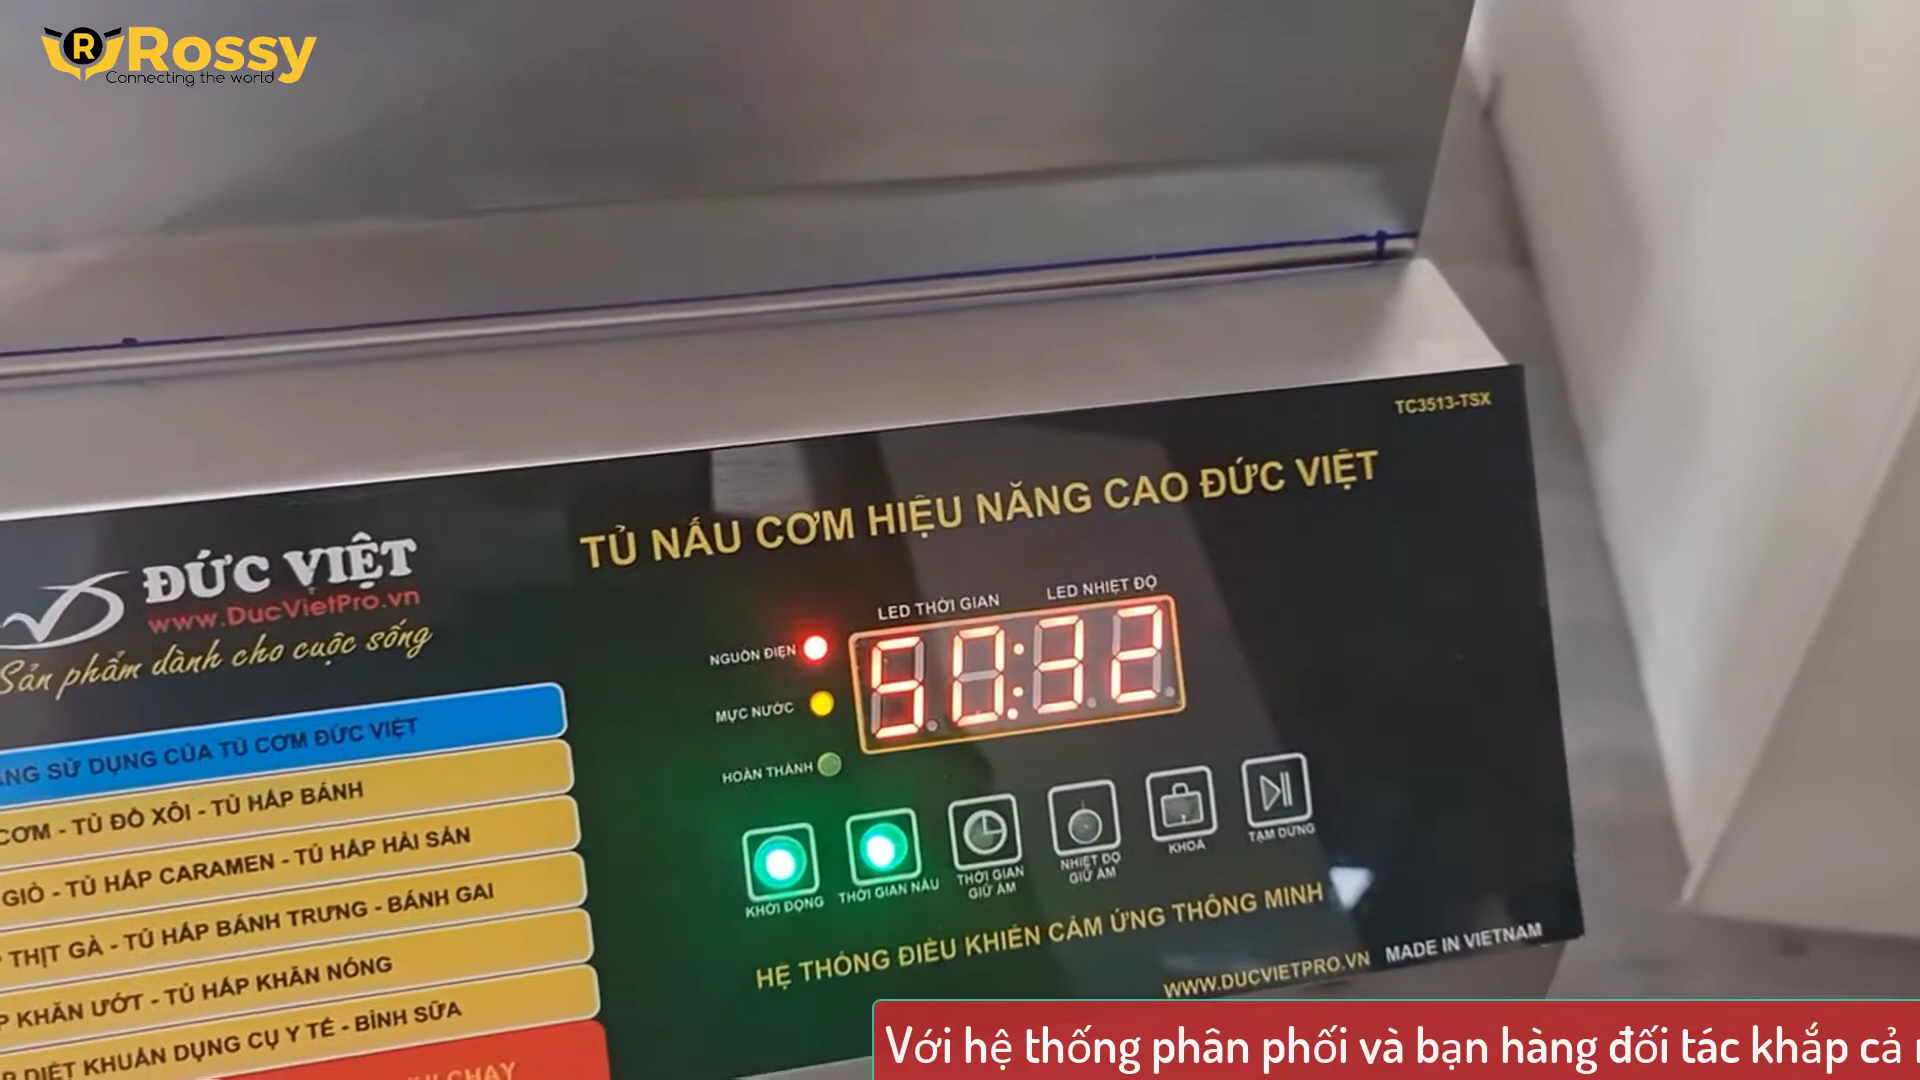 Rossy
Connecting the world
TC3513-TSX
TỦ NẤU CƠM HIỆU NĂNG CAO ĐỨC VIỆT
ĐỨC VIỆT
www.DucVietPro.vn
Sản phẩm dành cho cuộc sống
LED THỜI GIAN
LED NHIỆT ĐỘ
NGUỒN ĐIỆN
50:32
MỰC NƯỚC
HOÀN THÀNH
SỬ DỤNG CỦA TỦ CƠM ĐỨC VIỆT
CƠM - TỦ ĐỒ XÔI - TỦ HẤP BÁNH
GIÒ - TỦ HẤP CARAMEN - TỦ HẤP HẢI SẢN
THỊT GÀ - TỦ HẤP BÁNH TRƯNG - BÁNH GAI
KHĂN ƯỚT - TỦ HẤP KHĂN NÓNG
DIỆT KHUẨN DỤNG CỤ Y TẾ - BÌNH SỮA
CHAY
KHỞI ĐỘNG
THỜI GIAN NẤU
THỜI GIAN
GIỮ ẤM
NHIỆT ĐỘ
GIỮ ẤM
KHOÁ
TẠM DỪNG
HỆ THỐNG ĐIỀU KHIỂN CẢM ỨNG THÔNG MINH
WWW.DUCVIETPRO.VN
MADE IN VIETNAM
Với hệ thống phân phối và bạn hàng đối tác khắp cả